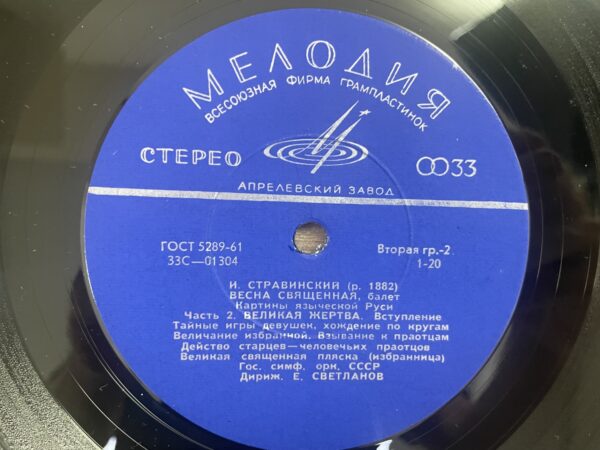 МЕЛОДИЯ
ВСЕСОЮЗНАЯ ФИРМА ГРАМПЛАСТИНОК
СТЕРЕО
33
АПРЕЛЕВСКИЙ ЗАВОД
ГОСТ 5289-61
Вторая гр.-2
33С—01304
1-20
И. СТРАВИНСКИЙ (р. 1882)
ВЕСНА СВЯЩЕННАЯ, балет
Картины языческой Руси
Часть 2. ВЕЛИКАЯ ЖЕРТВА. Вступление
Тайные игры девушек, хождение по кругам
Величание избранной. Взывание к праотцам
Действо старцев—человечьих праотцов
Великая священная пляска (избранница)
Гос. симф. орк. СССР
Дириж. Е. СВЕТЛАНОВ